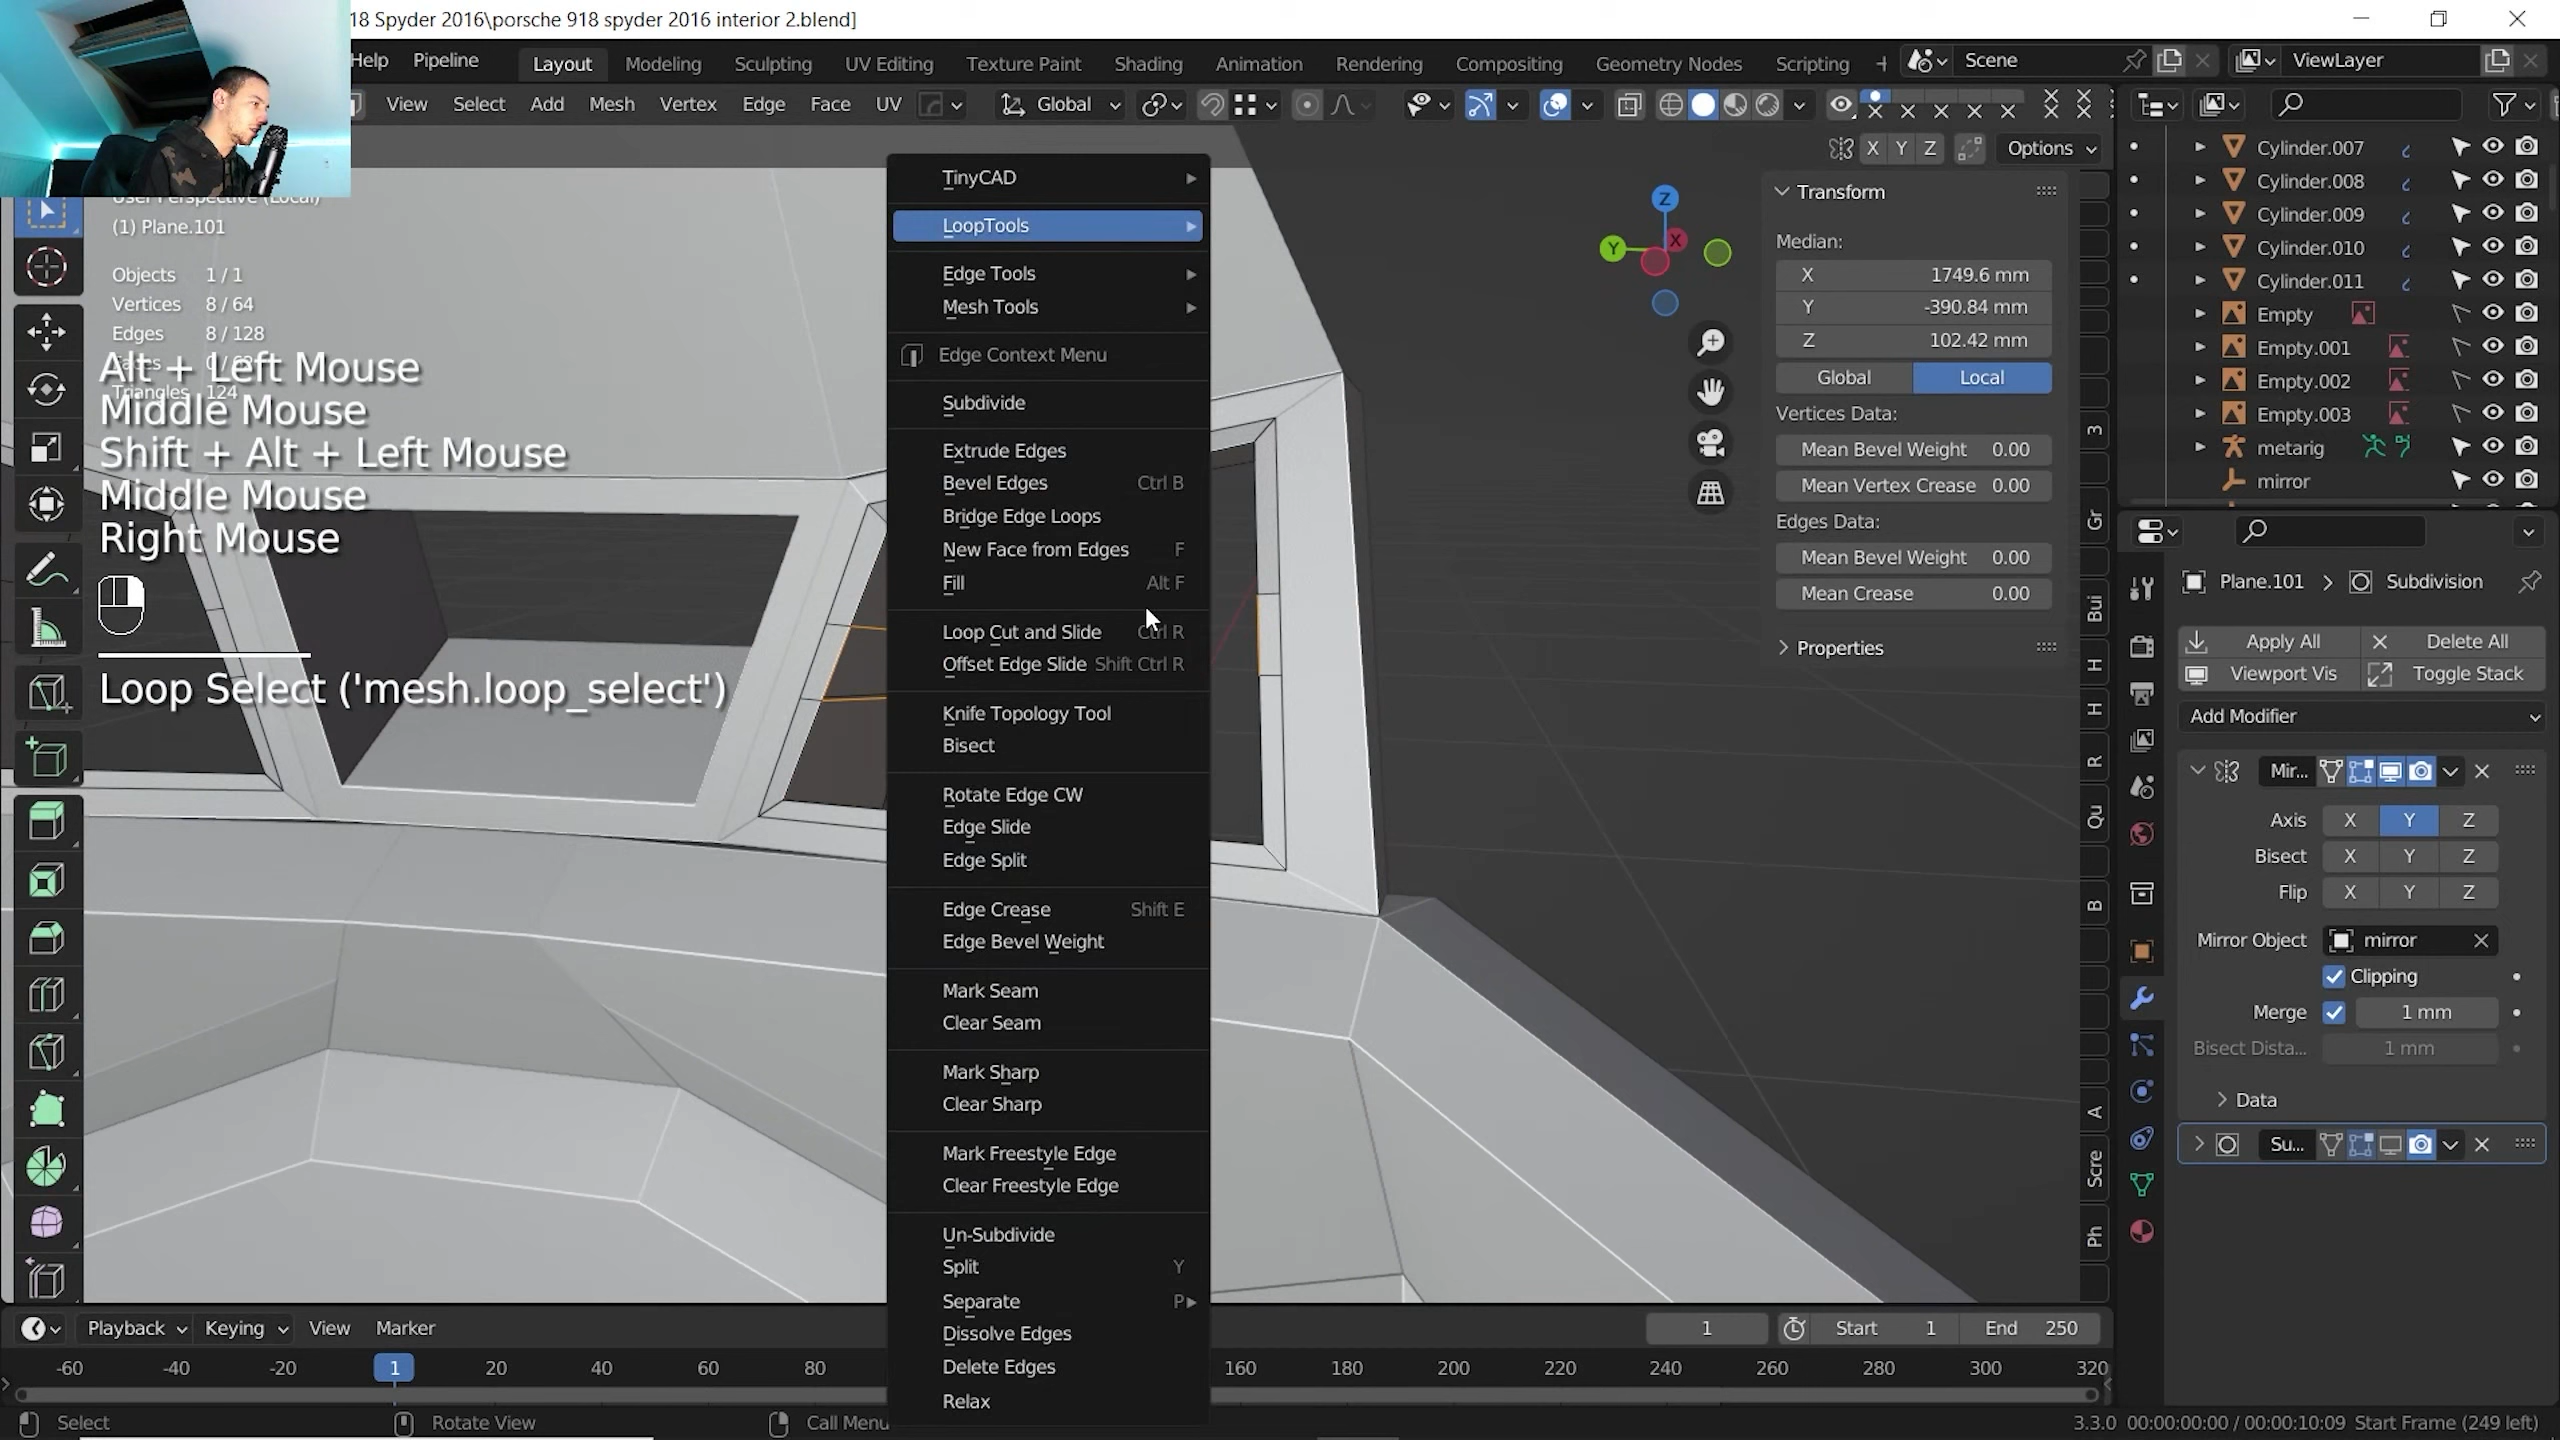 18 Spyder 2016\porsche 918 spyder 2016 interior 2.blend]
Help Pipeline Layout Modeling Sculpting UV Editing Texture Paint Shading Animation Rendering Compositing Geometry Nodes Scripting + Scene ViewLayer
View Select Add Mesh Vertex Edge Face UV Global
X Y Z Options
(1) Plane.101
Objects 1 / 1
Vertices 8 / 64
Edges 8 / 128
Triangles 124
Alt + Left Mouse
Middle Mouse
Shift + Alt + Left Mouse
Middle Mouse
Right Mouse
Loop Select ('mesh.loop_select')
TinyCAD
LoopTools
Edge Tools
Mesh Tools
Edge Context Menu
Subdivide
Extrude Edges
Bevel Edges Ctrl B
Bridge Edge Loops
New Face from Edges F
Fill Alt F
Loop Cut and Slide Ctrl R
Offset Edge Slide Shift Ctrl R
Knife Topology Tool
Bisect
Rotate Edge CW
Edge Slide
Edge Split
Edge Crease Shift E
Edge Bevel Weight
Mark Seam
Clear Seam
Mark Sharp
Clear Sharp
Mark Freestyle Edge
Clear Freestyle Edge
Un-Subdivide
Split Y
Separate P
Dissolve Edges
Delete Edges
Relax
Z
Y X
Transform
Median:
X 1749.6 mm
Y -390.84 mm
Z 102.42 mm
Global Local
Vertices Data:
Mean Bevel Weight 0.00
Mean Vertex Crease 0.00
Edges Data:
Mean Bevel Weight 0.00
Mean Crease 0.00
Properties
3
Gr
Bui
H
H
R
Qu
B
A
Scre
Ph
Cylinder.007
Cylinder.008
Cylinder.009
Cylinder.010
Cylinder.011
Empty
Empty.001
Empty.002
Empty.003
metarig
mirror
Plane.101 > Subdivision
Apply All Delete All
Viewport Vis Toggle Stack
Add Modifier
Mir...
Axis X Y Z
Bisect X Y Z
Flip X Y Z
Mirror Object mirror
Clipping
Merge 1 mm
Bisect Dista... 1 mm
Data
Su...
Playback Keying View Marker 1 Start 1 End 250
-60 -40 -20 1 20 40 60 80 160 180 200 220 240 260 280 300 320
Select Rotate View Call Menu 3.3.0 00:00:00:00 / 00:00:10:09 Start Frame (249 left)